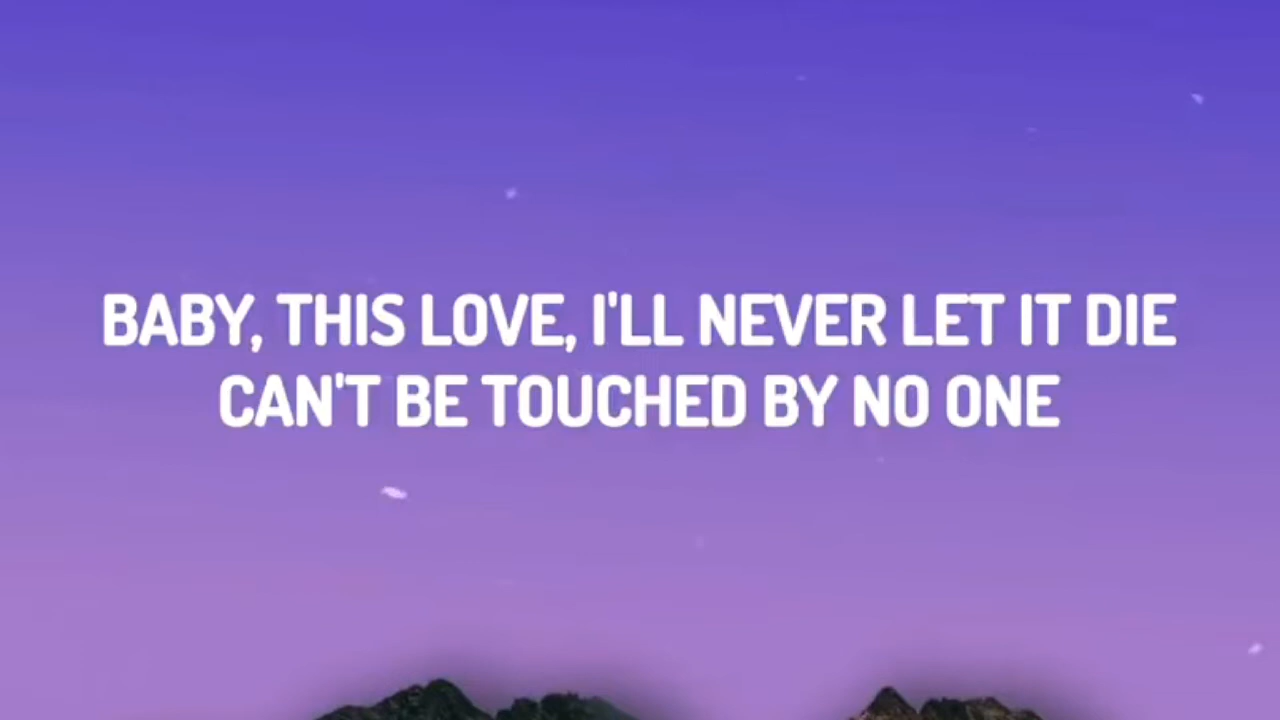 BABY, THIS LOVE, I'LL NEVER LET IT DIE
CAN'T BE TOUCHED BY NO ONE